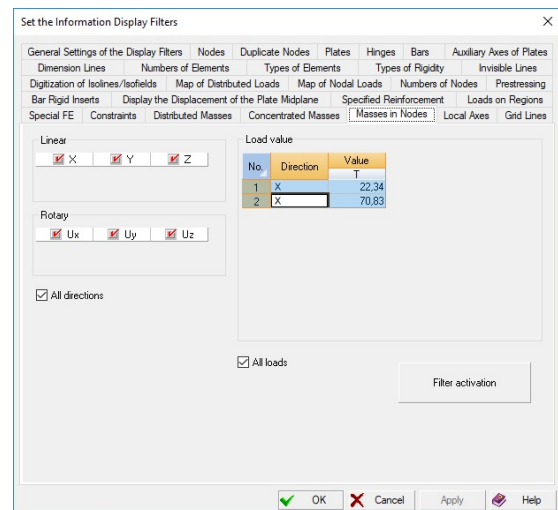 Set the Information Display Filters
General Settings of the Display Filters Nodes Duplicate Nodes Plates Hinges Bars Auxiliary Axes of Plates
Dimension Lines Numbers of Elements Types of Elements Types of Rigidity Invisible Lines
Digitization of Isolines/Isofields Map of Distributed Loads Map of Nodal Loads Numbers of Nodes Prestressing
Bar Rigid Inserts Display the Displacement of the Plate Midplane Specified Reinforcement Loads on Regions
Special FE Constraints Distributed Masses Concentrated Masses Masses in Nodes Local Axes Grid Lines
Linear
X Y Z
Rotary
Ux Uy Uz
All directions
Load value
No. Direction Value
T
1 X 22,34
2 X 70,83
All loads
Filter activation
OK Cancel Apply Help